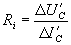 R_i = ΔU'_C / ΔI'_C